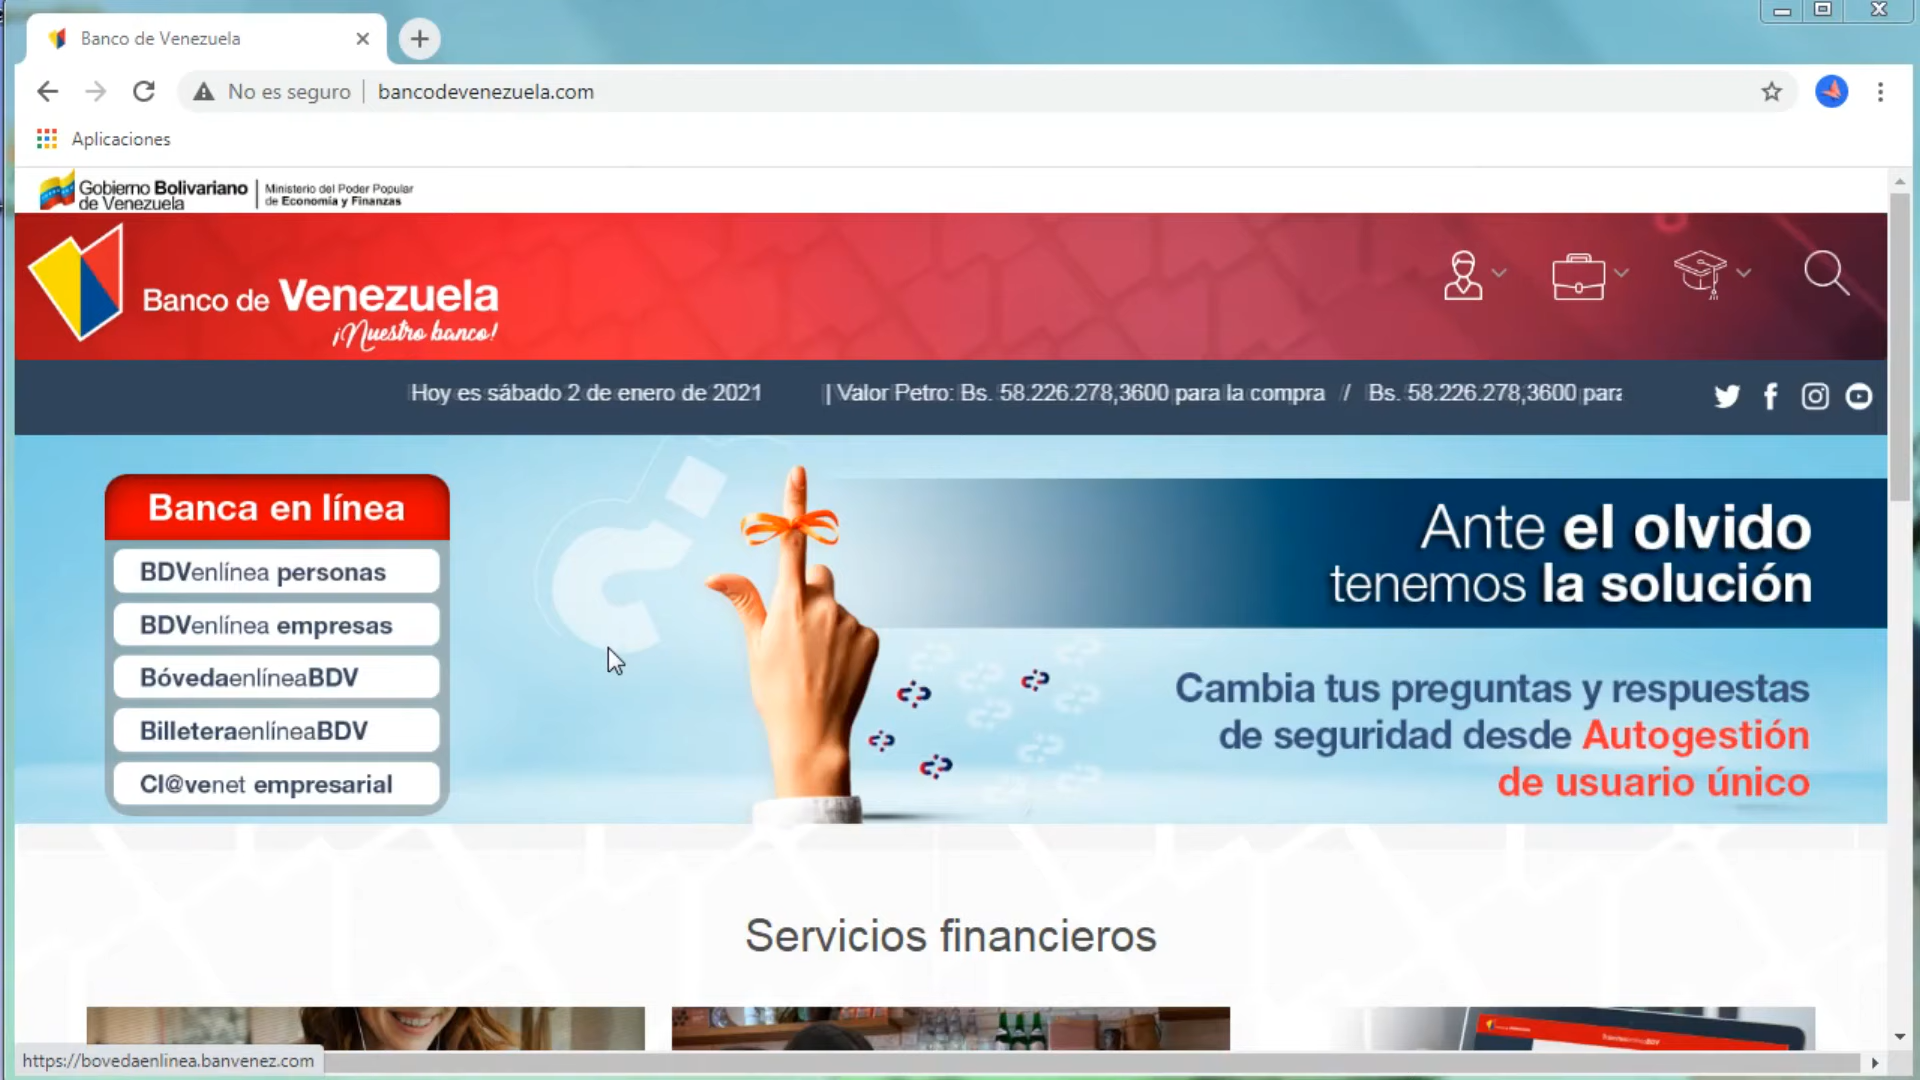 Banco de Venezuela
No es seguro
bancodevenezuela.com
Aplicaciones
Gobierno Bolivariano
de Venezuela
Ministerio del Poder Popular
de Economía y Finanzas
Banco de Venezuela
¡Nuestro banco!
Hoy es sábado 2 de enero de 2021 | Valor Petro: Bs. 58.226.278,3600 para la compra // Bs. 58.226.278,3600 para
Banca en línea
BDVenlínea personas
BDVenlínea empresas
BóvedaenlíneaBDV
BilleteraenlíneaBDV
Cl@venet empresarial
Ante el olvido
tenemos la solución
Cambia tus preguntas y respuestas
de seguridad desde Autogestión
de usuario único
Servicios financieros
https://bovedaenlinea.banvenez.com